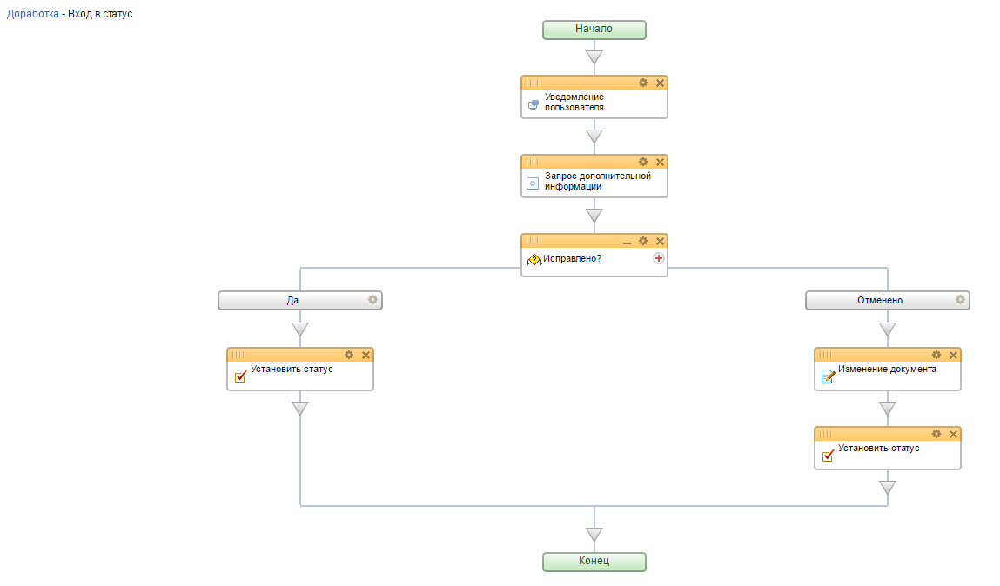 Доработка - Вход в статус
Начало
Уведомление
пользователя
Запрос дополнительной
информации
Исправлено?
Да
Отменено
Установить статус
Изменение документа
Установить статус
Конец